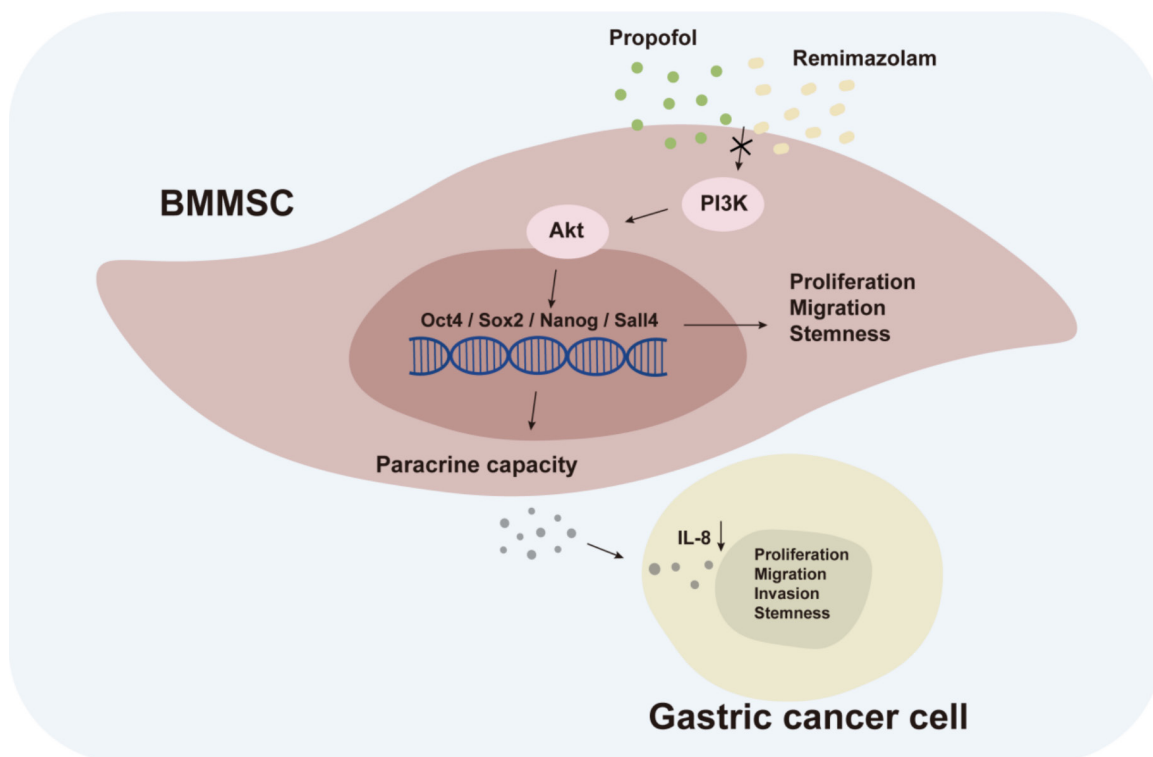 Propofol
Remimazolam
BMMSC
PI3K
Akt
Proliferation
Migration
Stemness
Oct4 / Sox2 / Nanog / Sall4
Paracrine capacity
IL-8
Proliferation
Migration
Invasion
Stemness
Gastric cancer cell